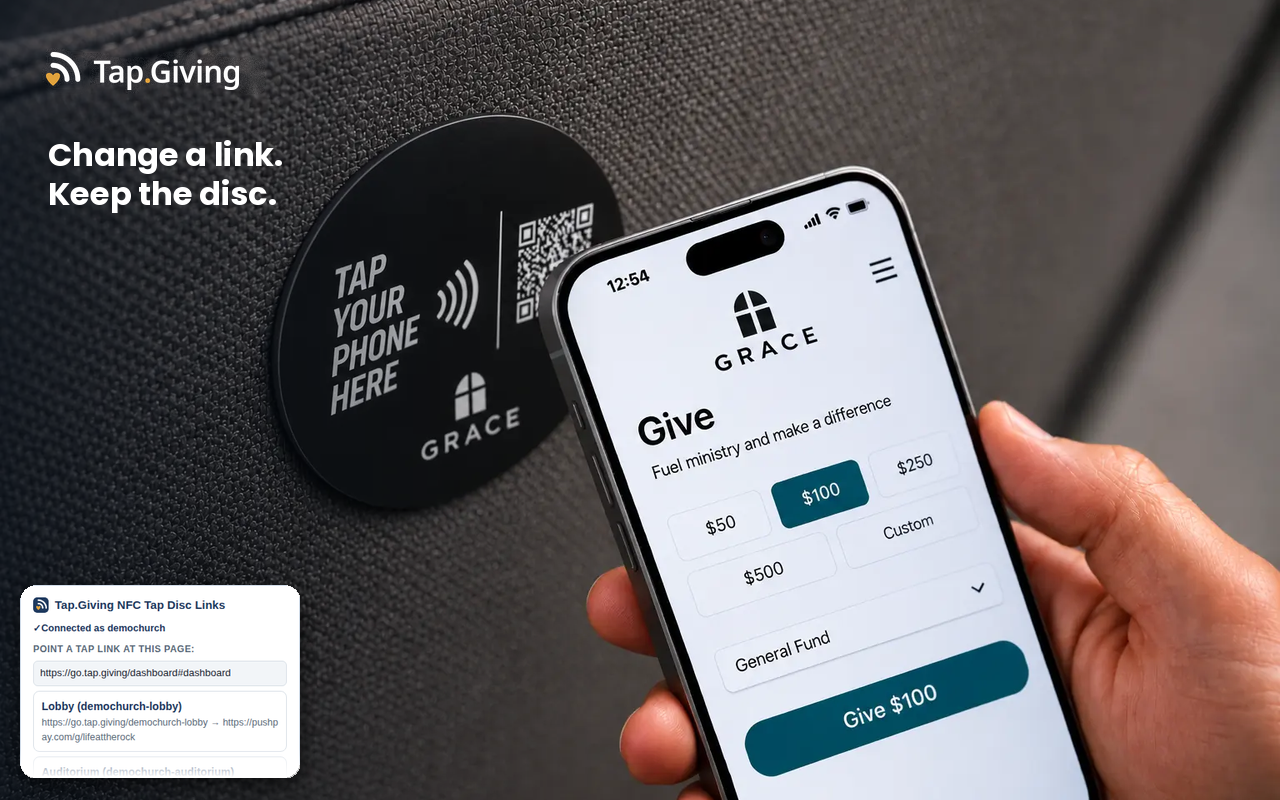 Tap.Giving
Change a link.
Keep the disc.
TAP
YOUR
PHONE
HERE
GRACE
12:54
GRACE
Give
Fuel ministry and make a difference
$50
$100
$250
$500
Custom
General Fund
Give $100
Tap.Giving NFC Tap Disc Links
✓Connected as demochurch
POINT A TAP LINK AT THIS PAGE:
https://go.tap.giving/dashboard#dashboard
Lobby (demochurch-lobby)
https://go.tap.giving/demochurch-lobby → https://pushp
ay.com/g/lifeattherock
Auditorium (demochurch-auditorium)